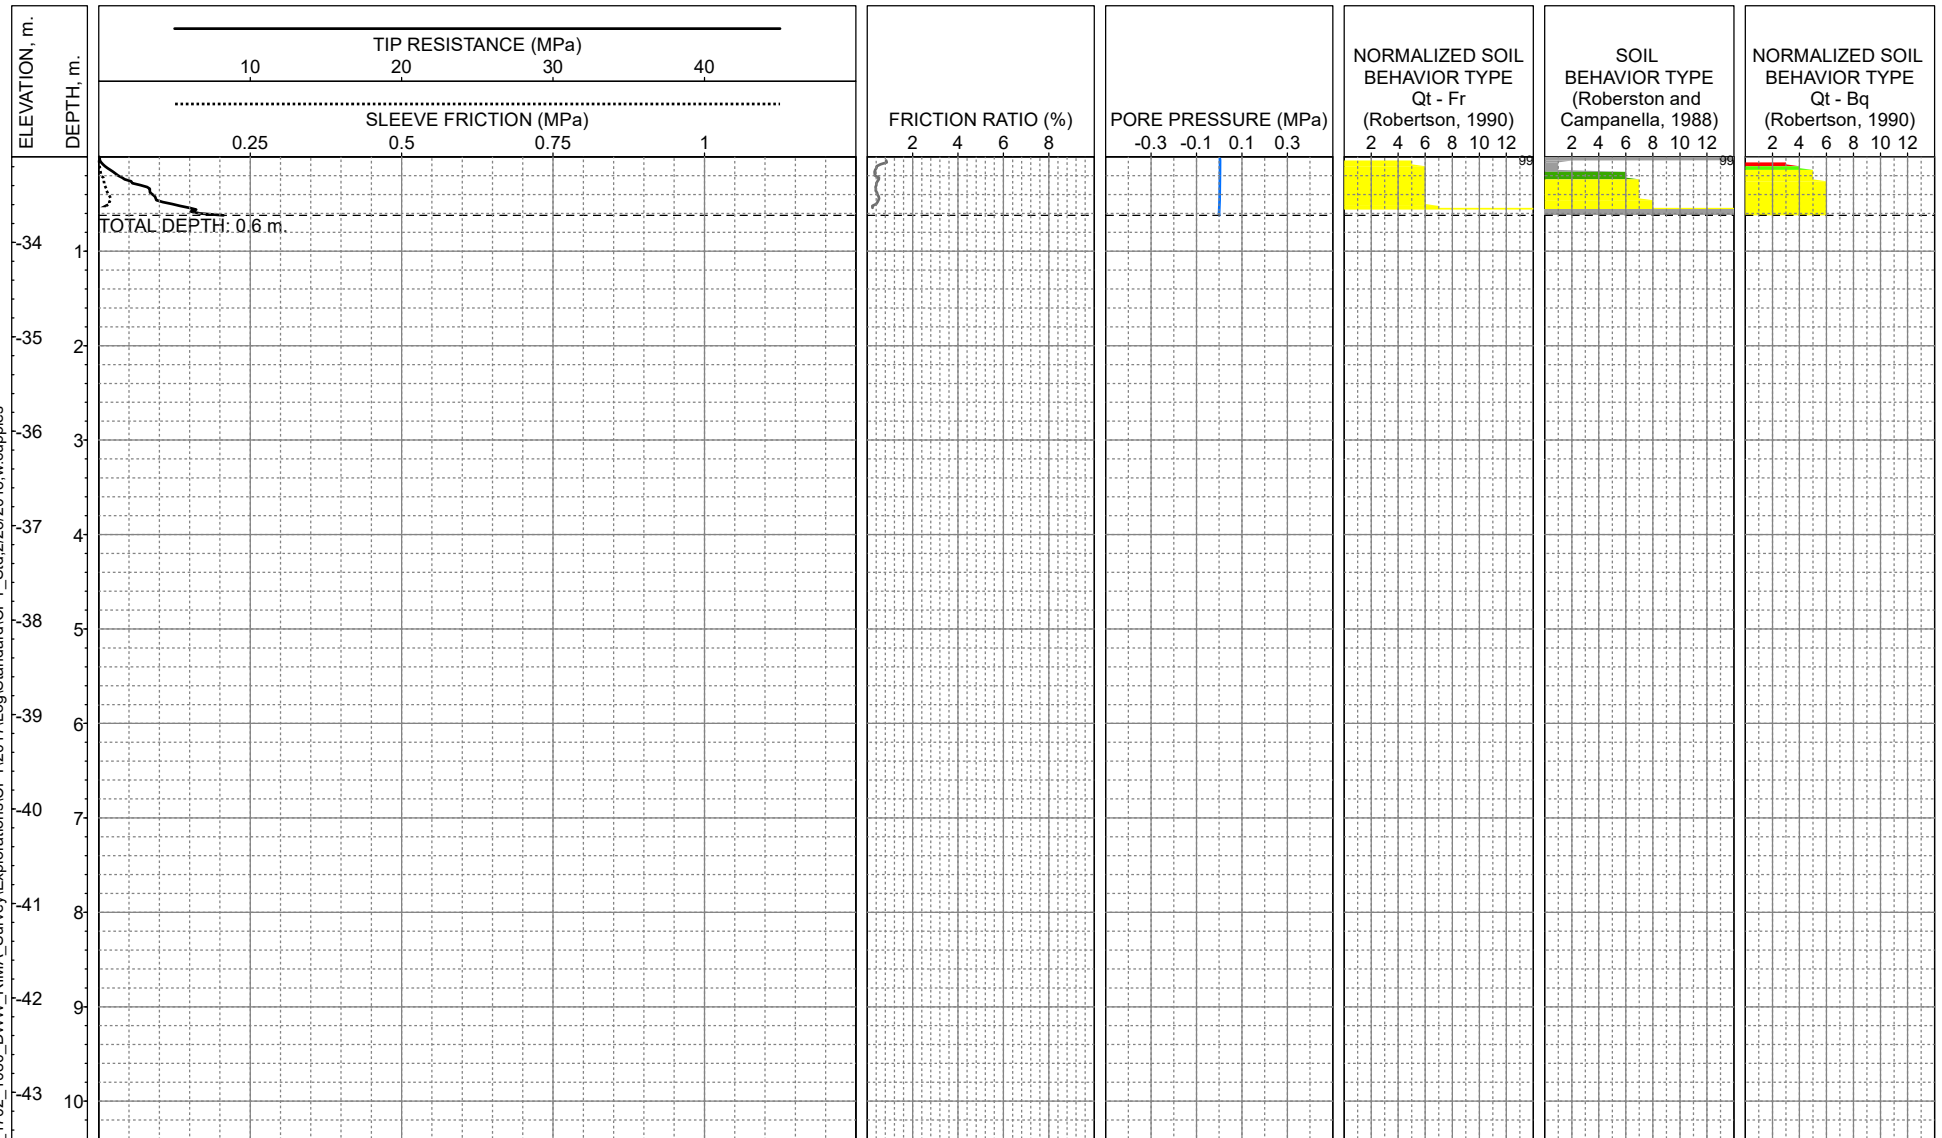 ELEVATION, m.
DEPTH, m.
TIP RESISTANCE (MPa)
10 20 30 40
SLEEVE FRICTION (MPa)
0.25 0.5 0.75 1
FRICTION RATIO (%)
2 4 6 8
PORE PRESSURE (MPa)
-0.3 -0.1 0.1 0.3
NORMALIZED SOIL
BEHAVIOR TYPE
Qt - Fr
(Robertson, 1990)
2 4 6 8 10 12
99
SOIL
BEHAVIOR TYPE
(Roberston and
Campanella, 1988)
2 4 6 8 10 12
99
NORMALIZED SOIL
BEHAVIOR TYPE
Qt - Bq
(Robertson, 1990)
2 4 6 8 10 12
TOTAL DEPTH: 0.6 m.
-34
1
-35
2
-36
3
-37
4
-38
5
-39
6
-40
7
-41
8
-42
9
-43
10